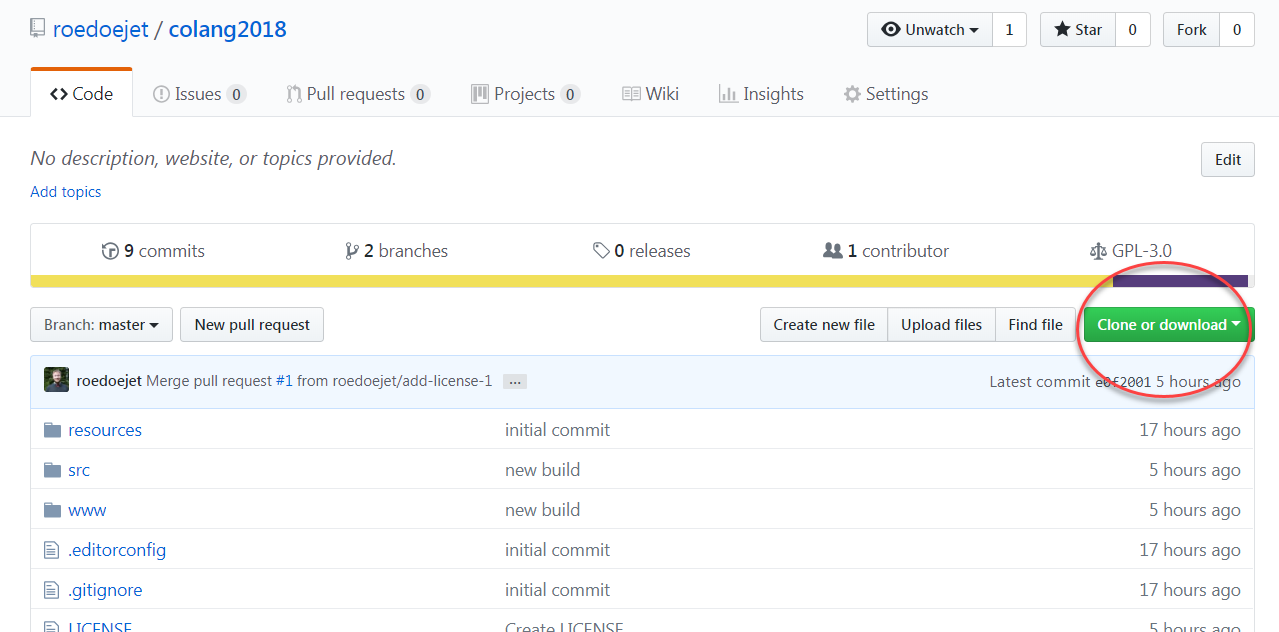 roedoejet / colang2018
Unwatch 1 Star 0 Fork 0
Code Issues 0 Pull requests 0 Projects 0 Wiki Insights Settings
No description, website, or topics provided. Edit
Add topics
9 commits 2 branches 0 releases 1 contributor GPL-3.0
Branch: master New pull request Create new file Upload files Find file Clone or download
roedoejet Merge pull request #1 from roedoejet/add-license-1 … Latest commit e0f2001 5 hours ago
resources initial commit 17 hours ago
src new build 5 hours ago
www new build 5 hours ago
.editorconfig initial commit 17 hours ago
.gitignore initial commit 17 hours ago
LICENSE Create LICENSE 5 hours ago